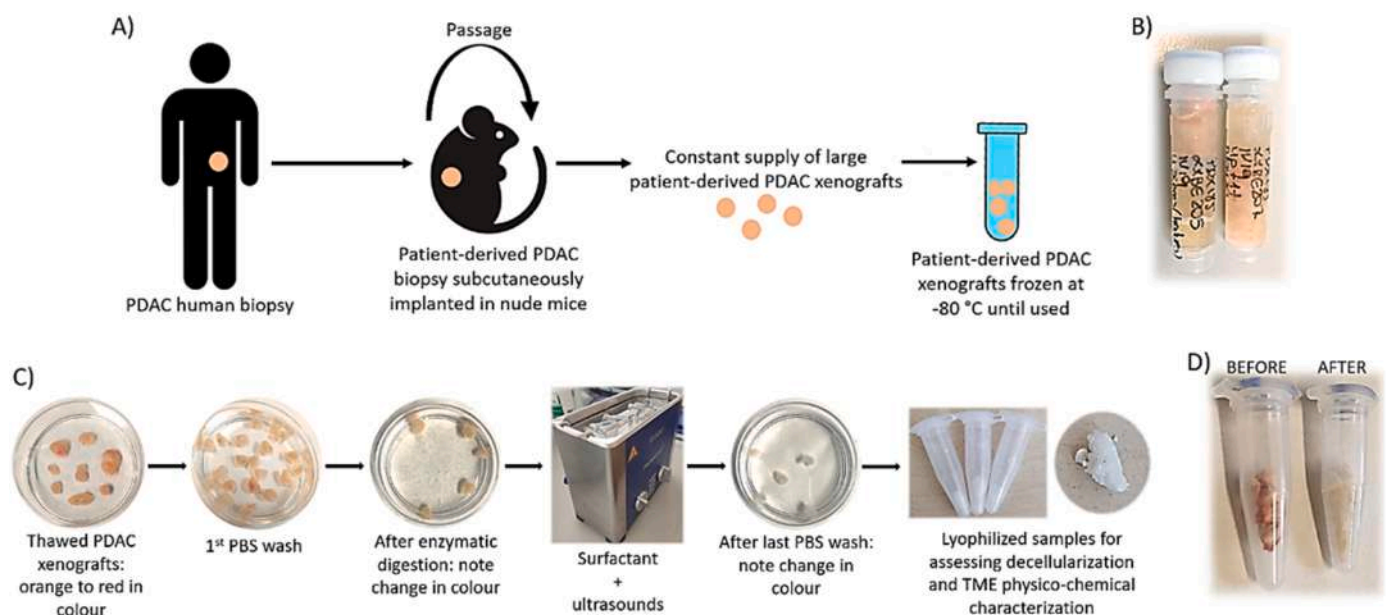 A)
Passage
B)
PDAC human biopsy
Patient-derived PDAC
biopsy subcutaneously
implanted in nude mice
Constant supply of large
patient-derived PDAC xenografts
Patient-derived PDAC
xenografts frozen at
-80 °C until used
C)
Thawed PDAC
xenografts:
orange to red in
colour
1st PBS wash
After enzymatic
digestion: note
change in colour
Surfactant
+
ultrasounds
After last PBS wash:
note change in
colour
Lyophilized samples for
assessing decellularization
and TME physico-chemical
characterization
D)
BEFORE AFTER